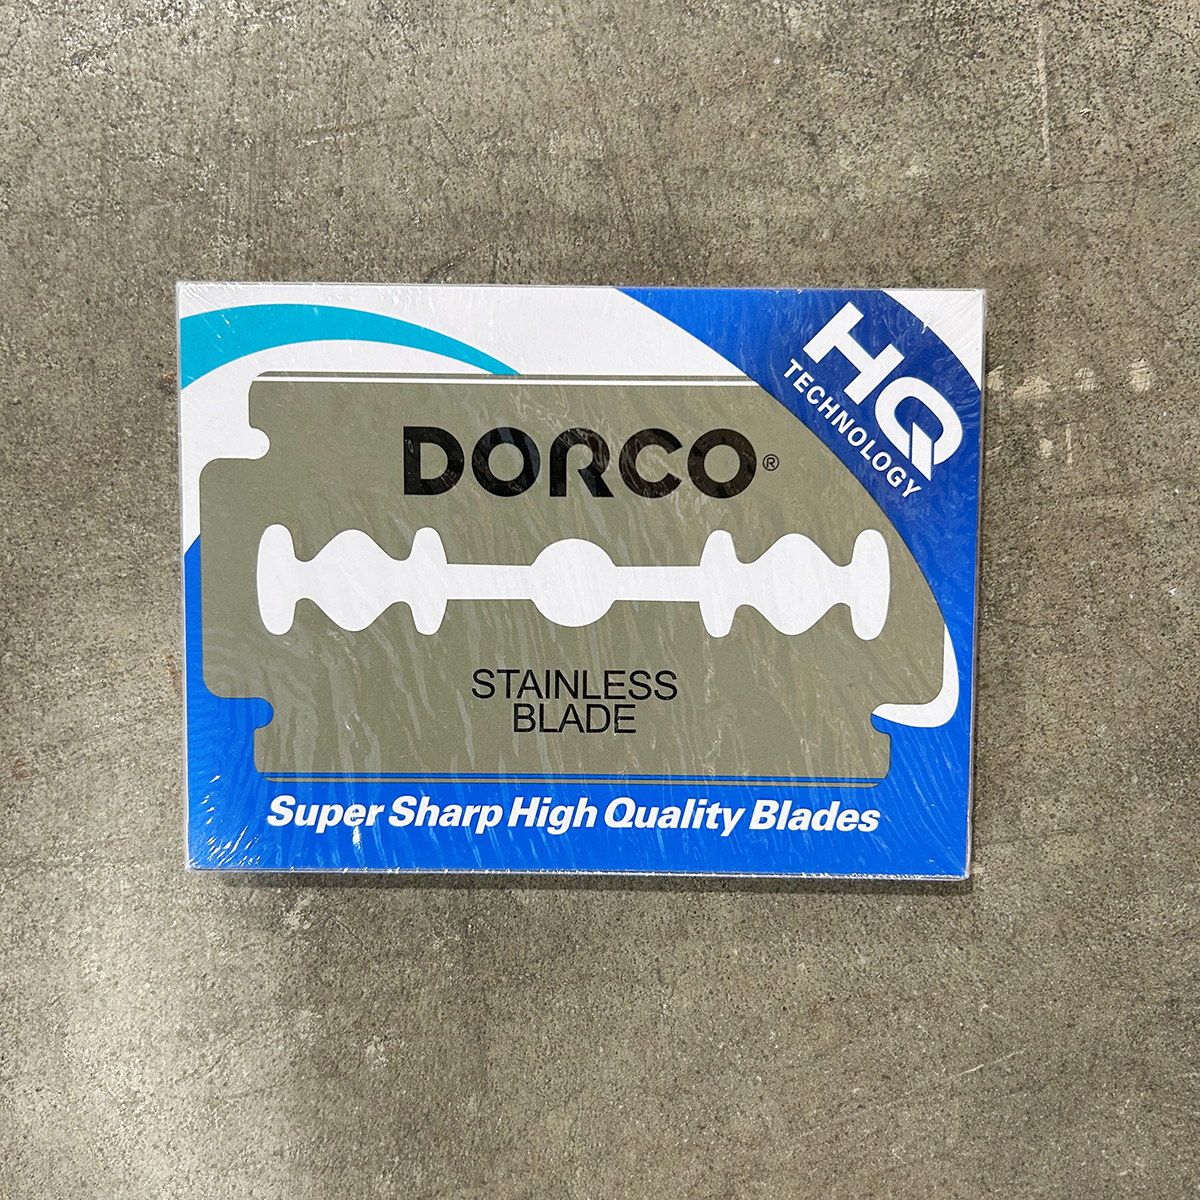 HQ
TECHNOLOGY
DORCO®
STAINLESS
BLADE
Super Sharp High Quality Blades